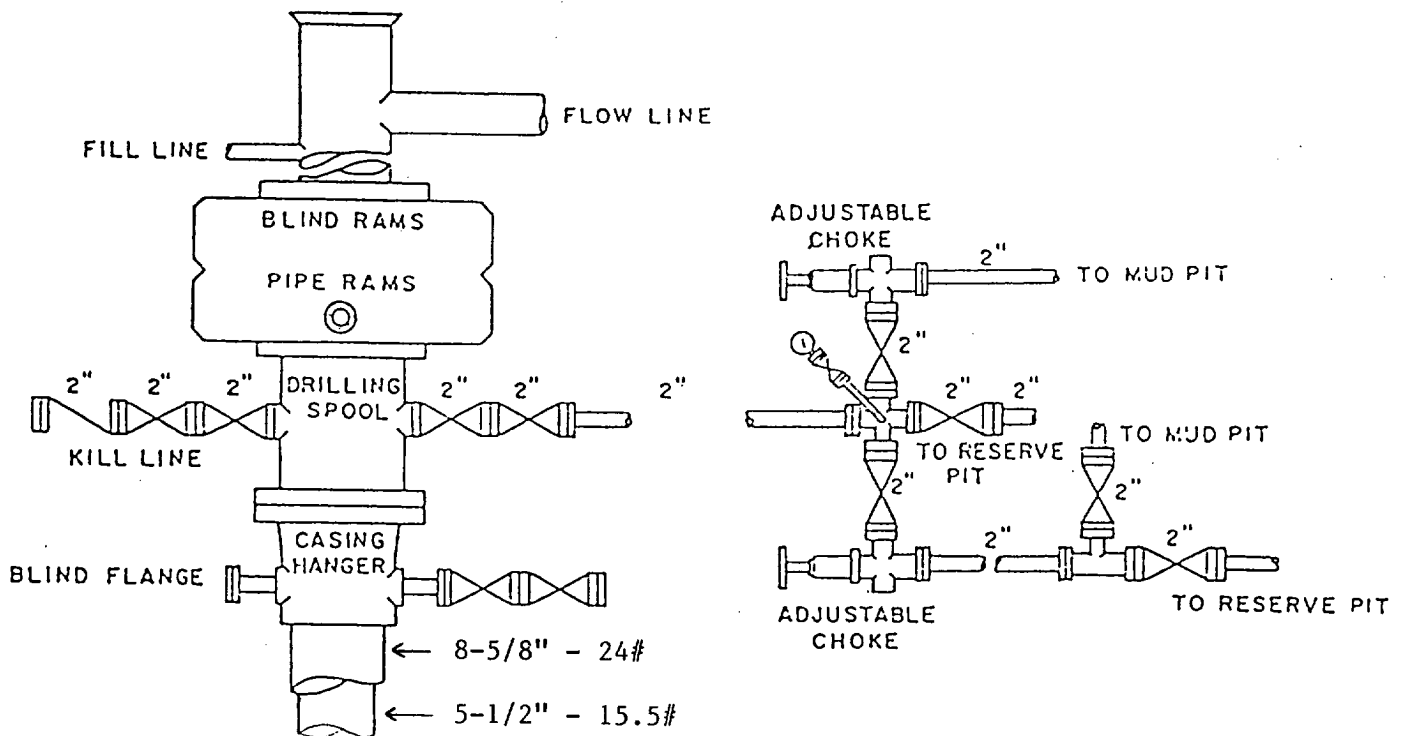 FLOW LINE
FILL LINE
BLIND RAMS
PIPE RAMS
2" 2" 2" DRILLING 2" 2" 2"
SPOOL
KILL LINE
CASING
HANGER
BLIND FLANGE
8-5/8" - 24#
5-1/2" - 15.5#
ADJUSTABLE
CHOKE
2"
TO MUD PIT
2"
2" 2"
TO RESERVE
PIT
TO MUD PIT
2"
2"
2"
2"
TO RESERVE PIT
ADJUSTABLE
CHOKE